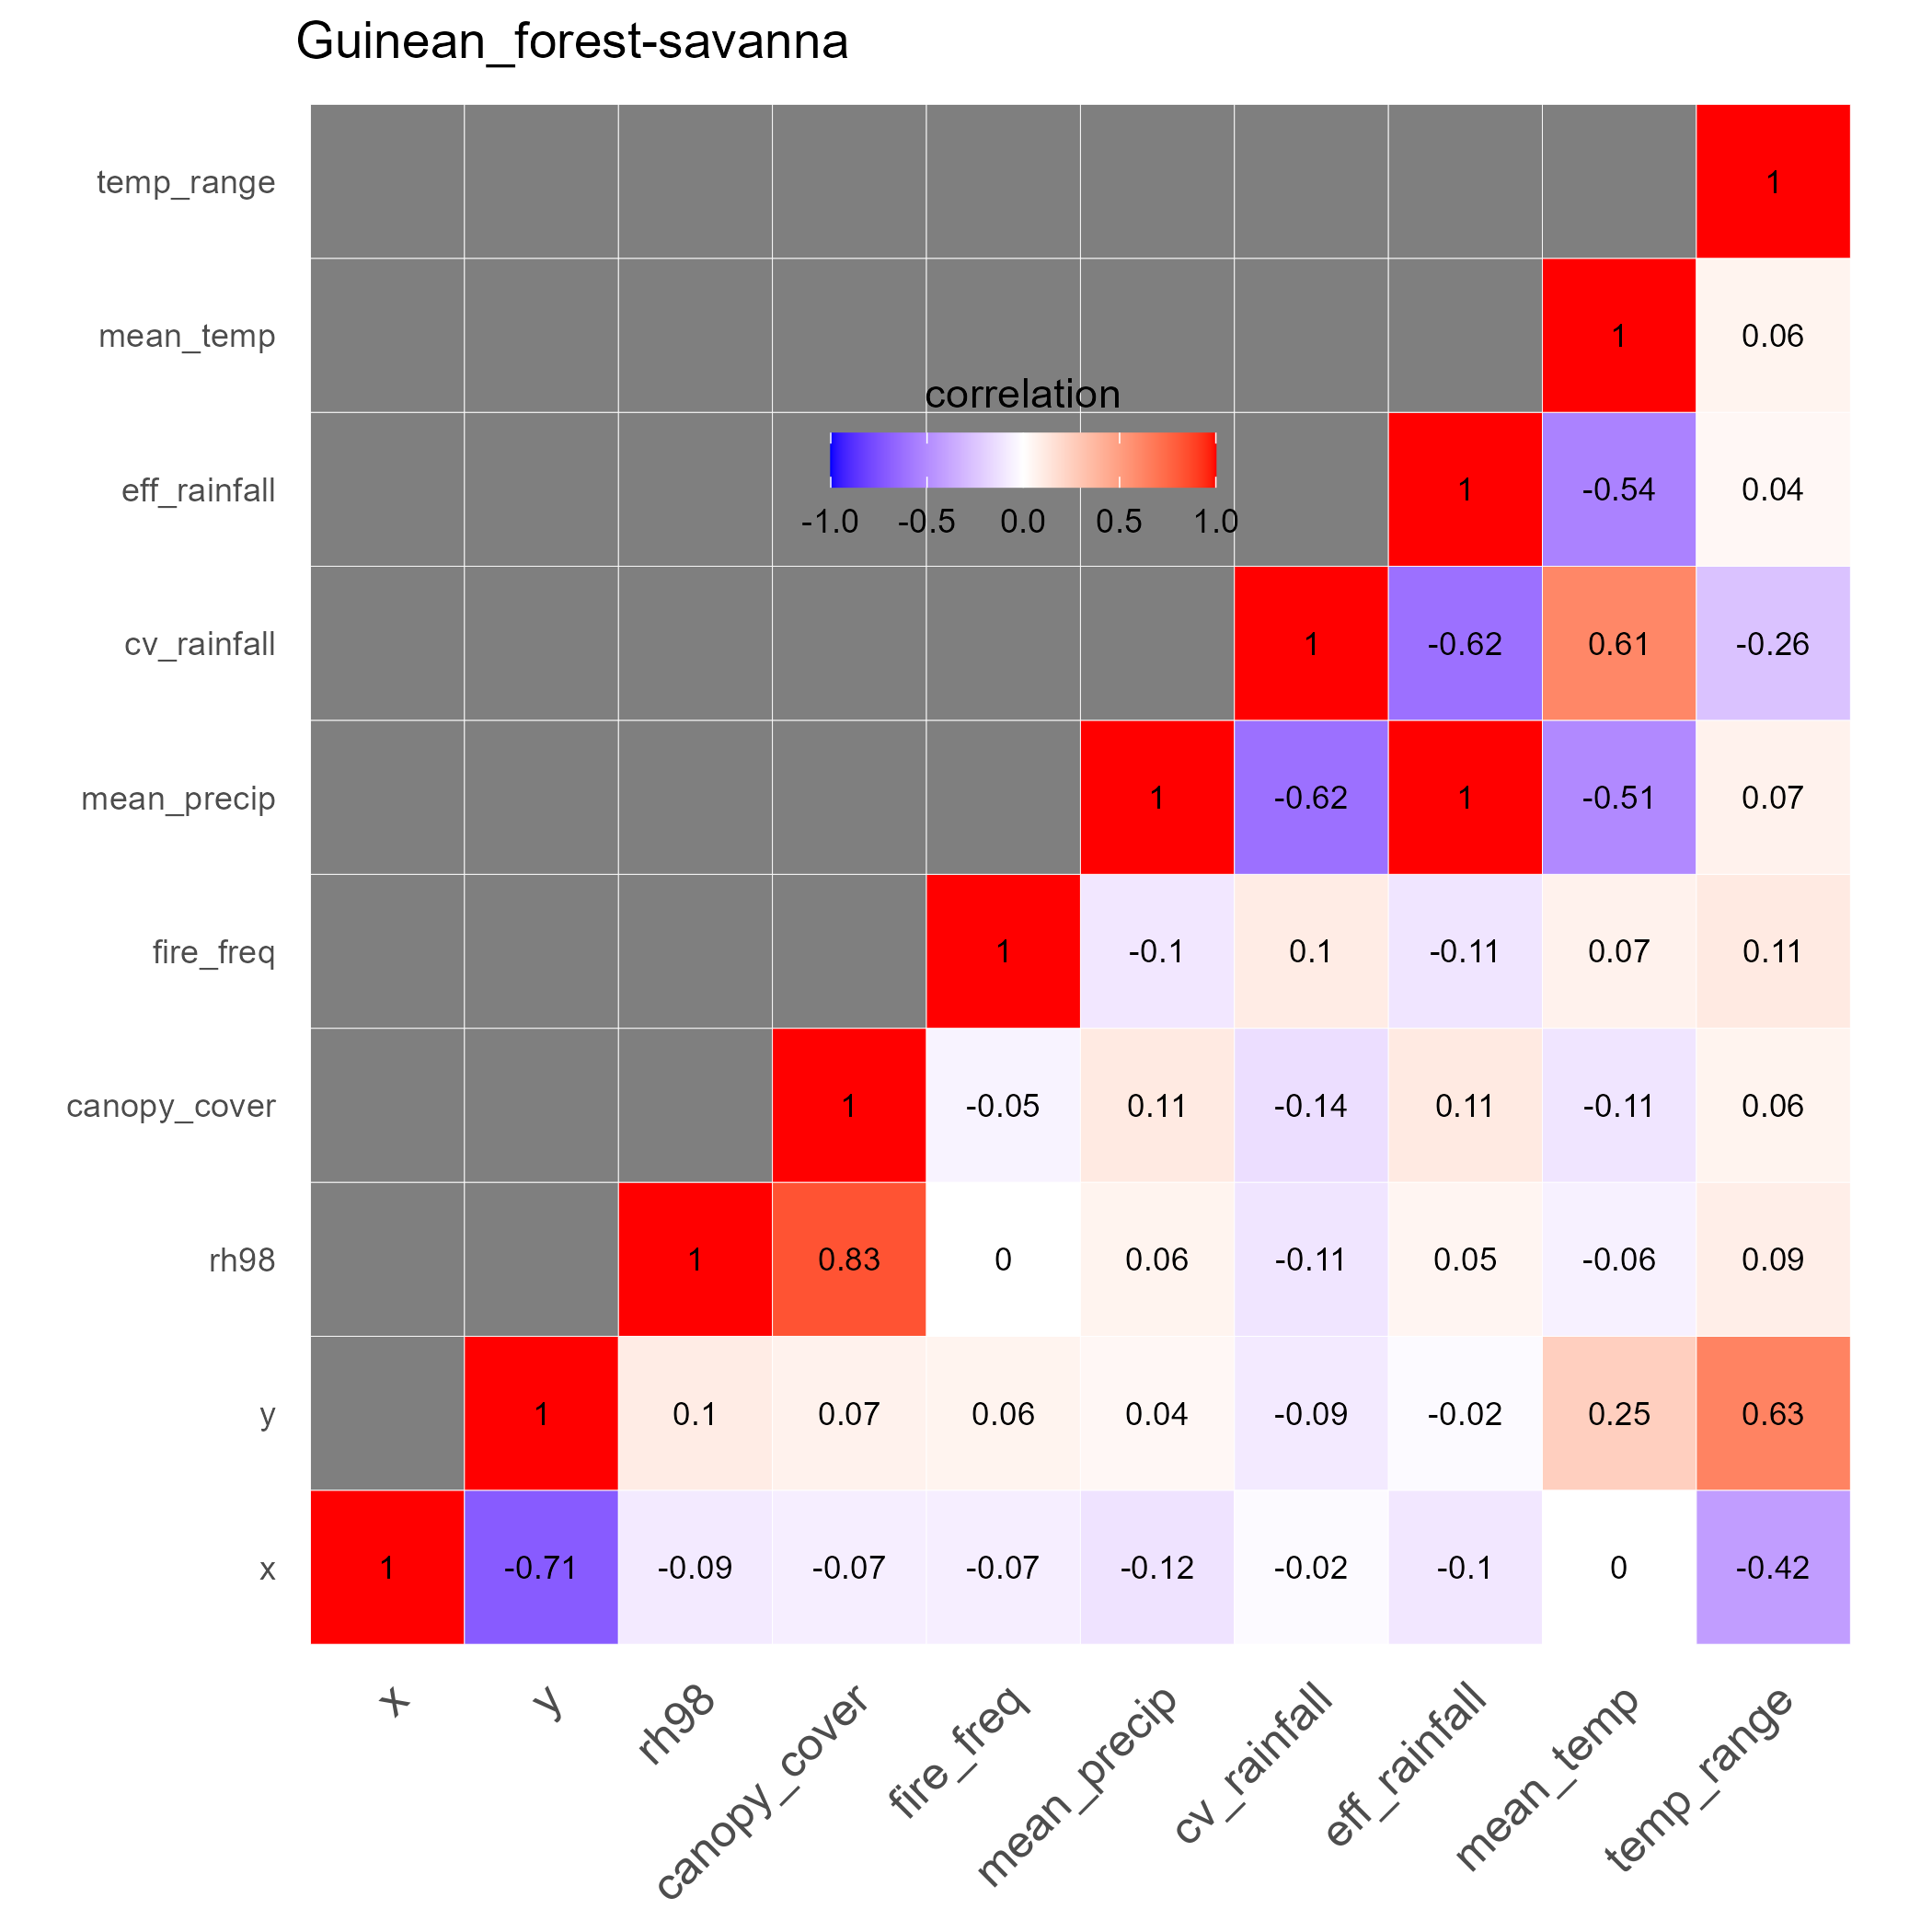 Guinean_forest-savanna
temp_range 1
mean_temp 1 0.06
correlation
eff_rainfall 1 -0.54 0.04
-1.0 -0.5 0.0 0.5 1.0
cv_rainfall 1 -0.62 0.61 -0.26
mean_precip 1 -0.62 1 -0.51 0.07
fire_freq 1 -0.1 0.1 -0.11 0.07 0.11
canopy_cover 1 -0.05 0.11 -0.14 0.11 -0.11 0.06
rh98 1 0.83 0 0.06 -0.11 0.05 -0.06 0.09
y 1 0.1 0.07 0.06 0.04 -0.09 -0.02 0.25 0.63
x 1 -0.71 -0.09 -0.07 -0.07 -0.12 -0.02 -0.1 0 -0.42
x y rh98 canopy_cover fire_freq mean_precip cv_rainfall eff_rainfall mean_temp temp_range